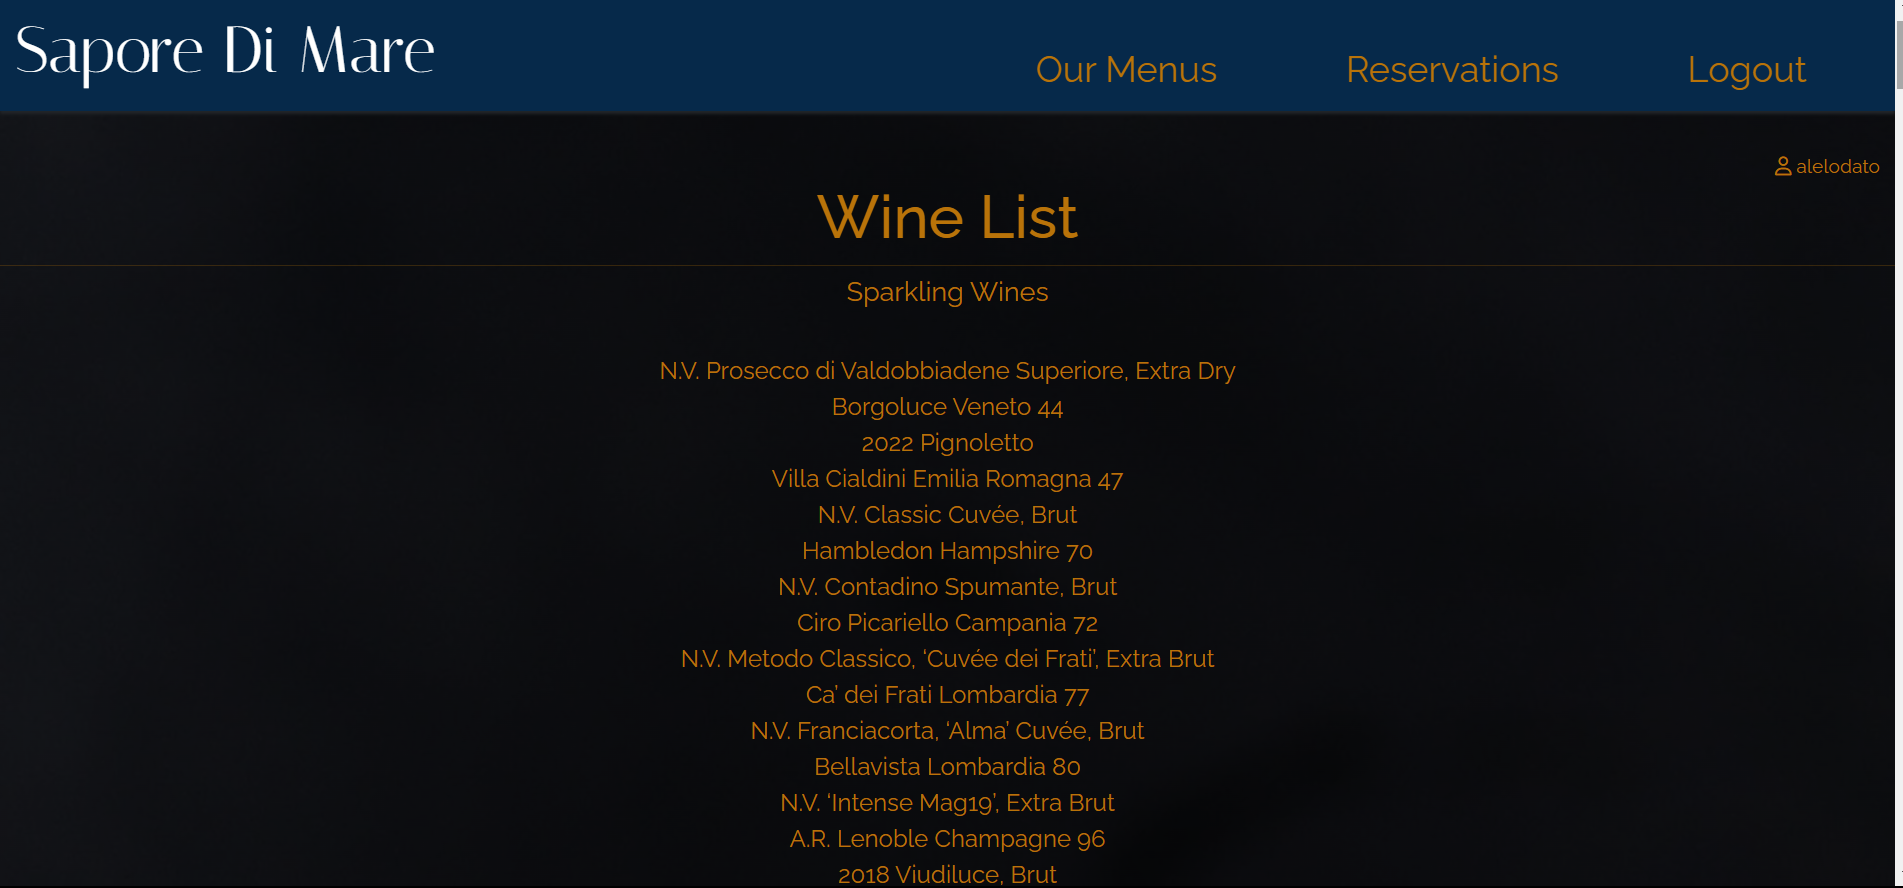 Sapore Di Mare
Our Menus Reservations Logout
alelodato
Wine List
Sparkling Wines
N.V. Prosecco di Valdobbiadene Superiore, Extra Dry
Borgoluce Veneto 44
2022 Pignoletto
Villa Cialdini Emilia Romagna 47
N.V. Classic Cuvée, Brut
Hambledon Hampshire 70
N.V. Contadino Spumante, Brut
Ciro Picariello Campania 72
N.V. Metodo Classico, ‘Cuvée dei Frati’, Extra Brut
Ca’ dei Frati Lombardia 77
N.V. Franciacorta, ‘Alma’ Cuvée, Brut
Bellavista Lombardia 80
N.V. ‘Intense Mag19’, Extra Brut
A.R. Lenoble Champagne 96
2018 Viudiluce, Brut